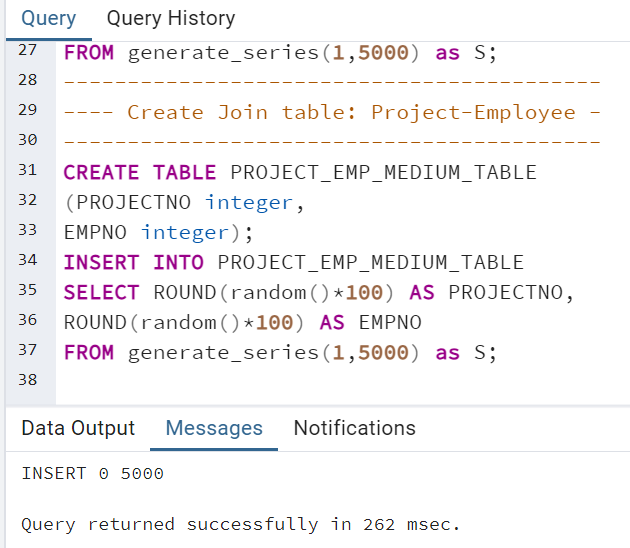 Query Query History
27 FROM generate_series(1,5000) as S;
28 ------------------------------------------
29 ---- Create Join table: Project-Employee -
30 ------------------------------------------
31 CREATE TABLE PROJECT_EMP_MEDIUM_TABLE
32 (PROJECTNO integer,
33 EMPNO integer);
34 INSERT INTO PROJECT_EMP_MEDIUM_TABLE
35 SELECT ROUND(random()*100) AS PROJECTNO,
36 ROUND(random()*100) AS EMPNO
37 FROM generate_series(1,5000) as S;
38
Data Output Messages Notifications
INSERT 0 5000
Query returned successfully in 262 msec.